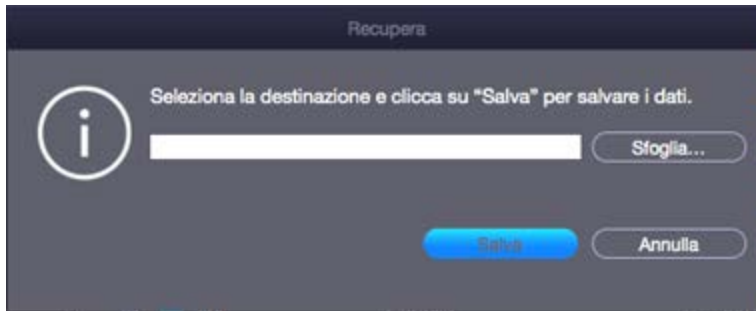 Recupera
Seleziona la destinazione e clicca su “Salva” per salvare i dati.
Sfoglia...
Salva
Annulla